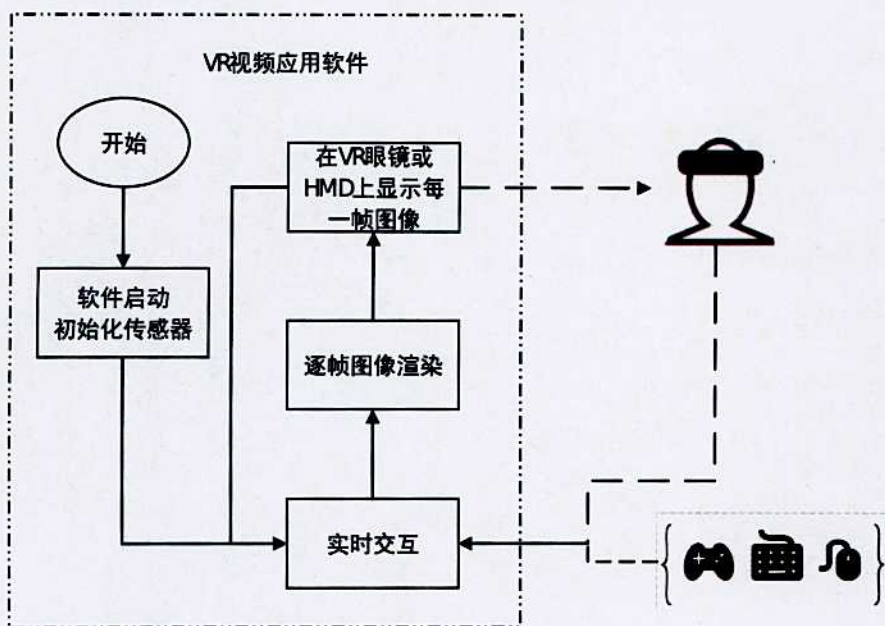 VR视频应用软件
开始
在VR眼镜或
HMD上显示每
一帧图像
软件启动
初始化传感器
逐帧图像渲染
实时交互